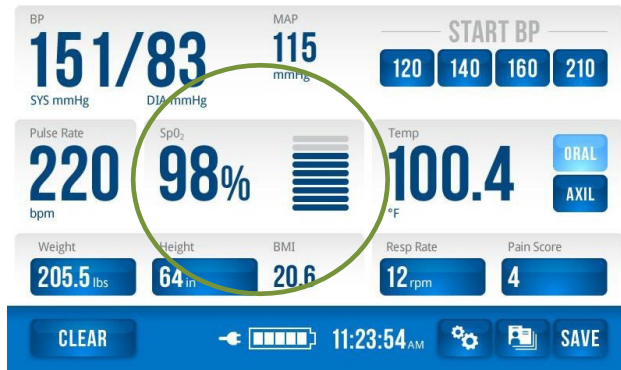 BP
151/83
SYS mmHg
DIA mmHg
MAP
115
mmHg
START BP
120 140 160 210
Pulse Rate
220
bpm
SpO₂
98%
Temp
100.4
°F
ORAL
AXIL
Weight
205.5 lbs
Height
64 in
BMI
20.6
Resp Rate
12 rpm
Pain Score
4
CLEAR
11:23:54 AM
SAVE